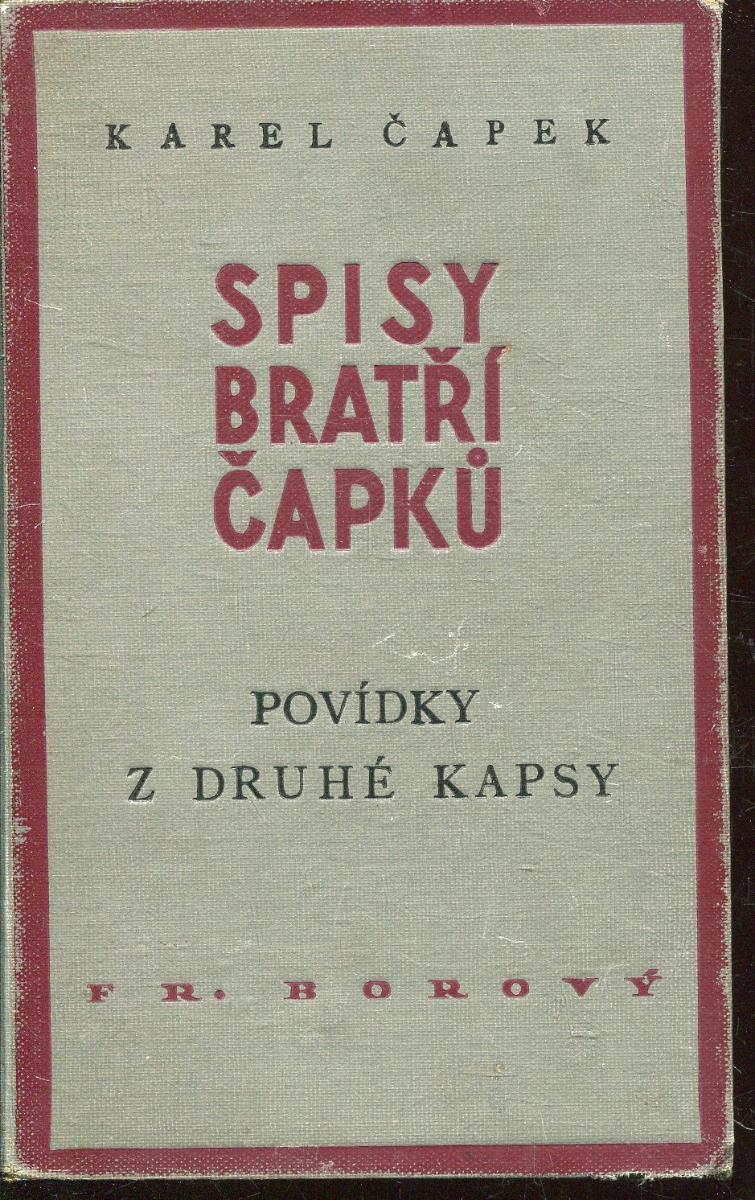 KAREL ČAPEK
SPISY
BRATŘÍ
ČAPKŮ
POVÍDKY
Z DRUHÉ KAPSY
FR. BOROVÝ